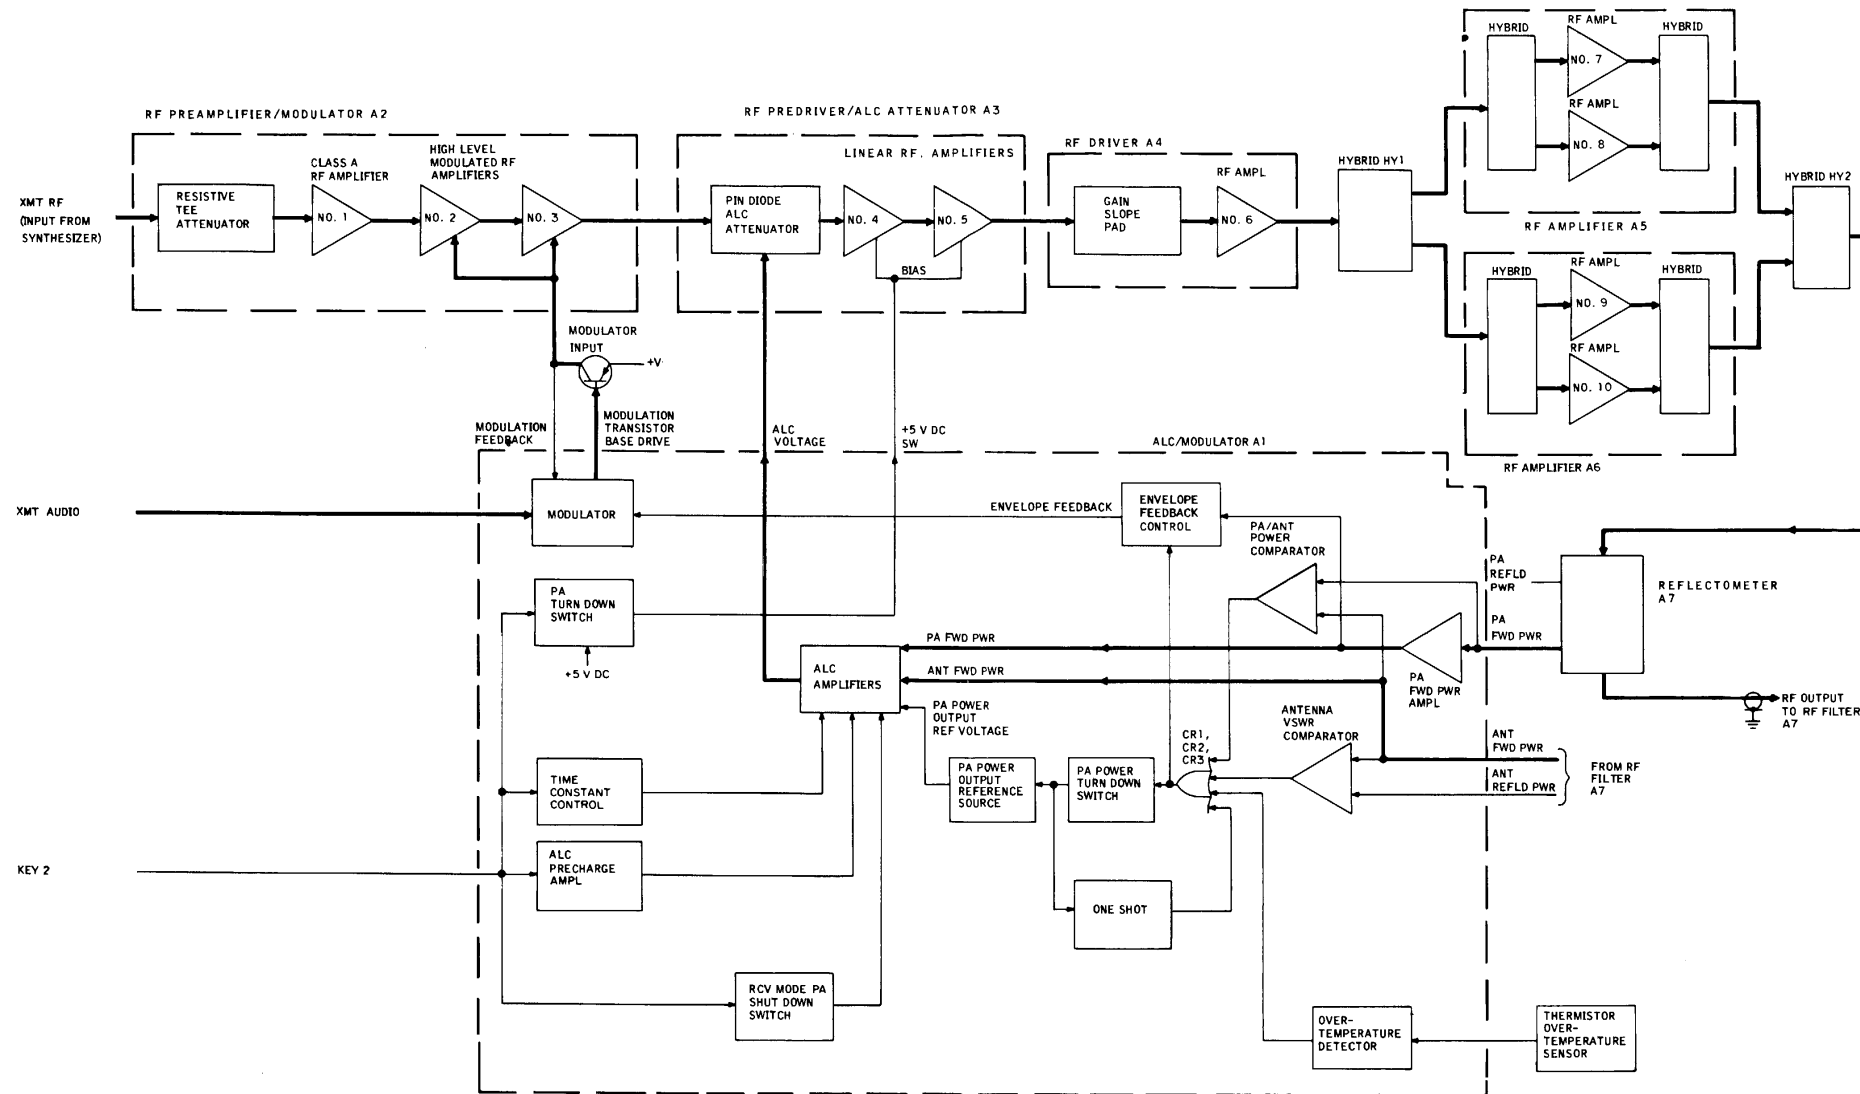 HYBRID
RF AMPL
HYBRID
NO. 7
RF AMPL
NO. 8
RF AMPLIFIER A5
RF PREAMPLIFIER/MODULATOR A2
CLASS A
RF AMPLIFIER
HIGH LEVEL
MODULATED RF
AMPLIFIERS
XMT RF
(INPUT FROM
SYNTHESIZER)
RESISTIVE
TEE
ATTENUATOR
NO. 1
NO. 2
NO. 3
RF PREDRIVER/ALC ATTENUATOR A3
LINEAR RF. AMPLIFIERS
PIN DIODE
ALC
ATTENUATOR
NO. 4
NO. 5
BIAS
RF DRIVER A4
RF AMPL
GAIN
SLOPE
PAD
NO. 6
HYBRID HY1
HYBRID HY2
HYBRID
RF AMPL
HYBRID
NO. 9
RF AMPL
NO. 10
RF AMPLIFIER A6
MODULATOR
INPUT
+V
MODULATION
FEEDBACK
MODULATION
TRANSISTOR
BASE DRIVE
ALC
VOLTAGE
+5 V DC
SW
ALC/MODULATOR A1
XMT AUDIO
MODULATOR
ENVELOPE FEEDBACK
ENVELOPE
FEEDBACK
CONTROL
PA/ANT
POWER
COMPARATOR
PA
REFLD
PWR
REFLECTOMETER
A7
PA
FWD PWR
PA
TURN DOWN
SWITCH
+5 V DC
PA FWD PWR
ANT FWD PWR
ALC
AMPLIFIERS
PA
FWD PWR
AMPL
RF OUTPUT
TO RF FILTER
A7
PA POWER
OUTPUT
REF VOLTAGE
ANTENNA
VSWR
COMPARATOR
CR1,
CR2,
CR3
ANT
FWD PWR
ANT
REFLD PWR
FROM RF
FILTER
A7
TIME
CONSTANT
CONTROL
PA POWER
OUTPUT
REFERENCE
SOURCE
PA POWER
TURN DOWN
SWITCH
KEY 2
ALC
PRECHARGE
AMPL
ONE SHOT
RCV MODE PA
SHUT DOWN
SWITCH
OVER-
TEMPERATURE
DETECTOR
THERMISTOR
OVER-
TEMPERATURE
SENSOR